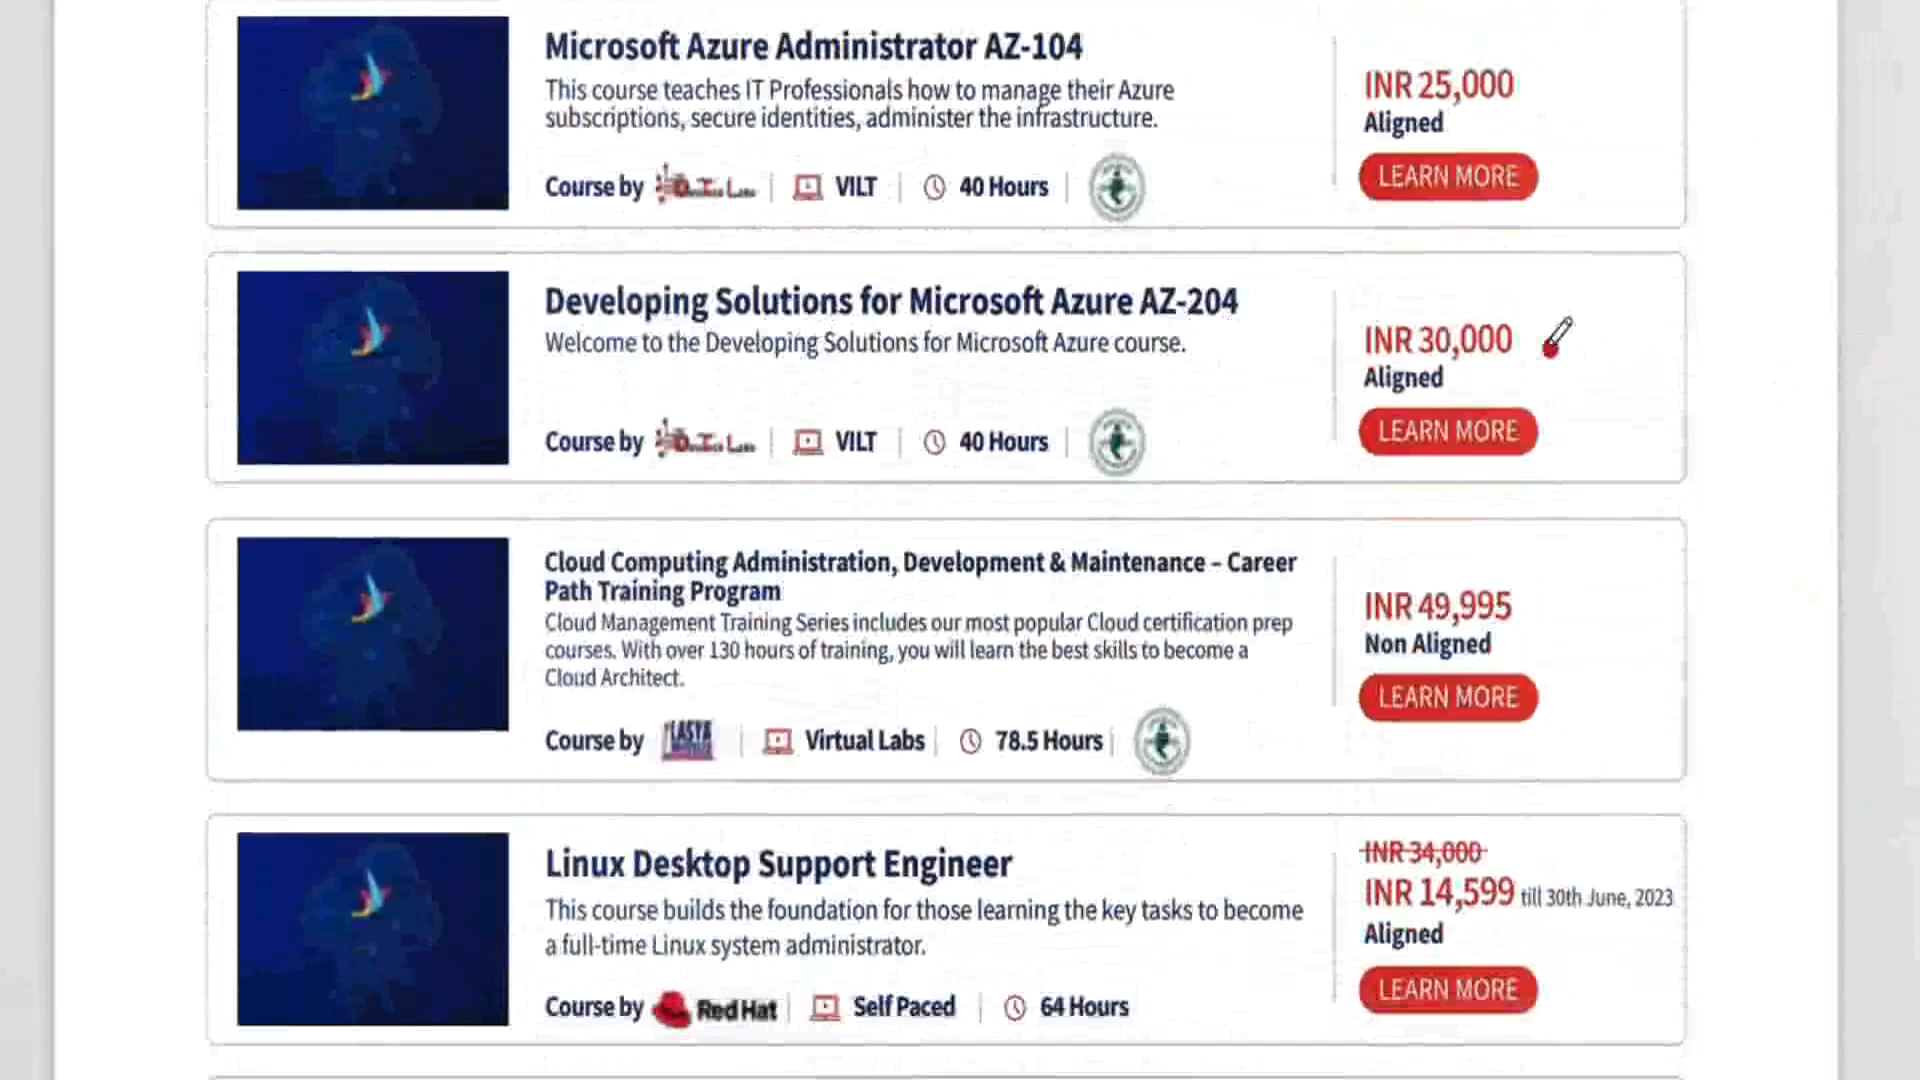 Microsoft Azure Administrator AZ-104
This course teaches IT Professionals how to manage their Azure
subscriptions, secure identities, administer the infrastructure.
Course by
VILT
40 Hours
INR 25,000
Aligned
LEARN MORE
Developing Solutions for Microsoft Azure AZ-204
Welcome to the Developing Solutions for Microsoft Azure course.
Course by
VILT
40 Hours
INR 30,000
Aligned
LEARN MORE
Cloud Computing Administration, Development & Maintenance – Career
Path Training Program
Cloud Management Training Series includes our most popular Cloud certification prep
courses. With over 130 hours of training, you will learn the best skills to become a
Cloud Architect.
Course by
Virtual Labs
78.5 Hours
INR 49,995
Non Aligned
LEARN MORE
Linux Desktop Support Engineer
This course builds the foundation for those learning the key tasks to become
a full-time Linux system administrator.
Course by Red Hat
Self Paced
64 Hours
INR 34,000
INR 14,599 till 30th June, 2023
Aligned
LEARN MORE